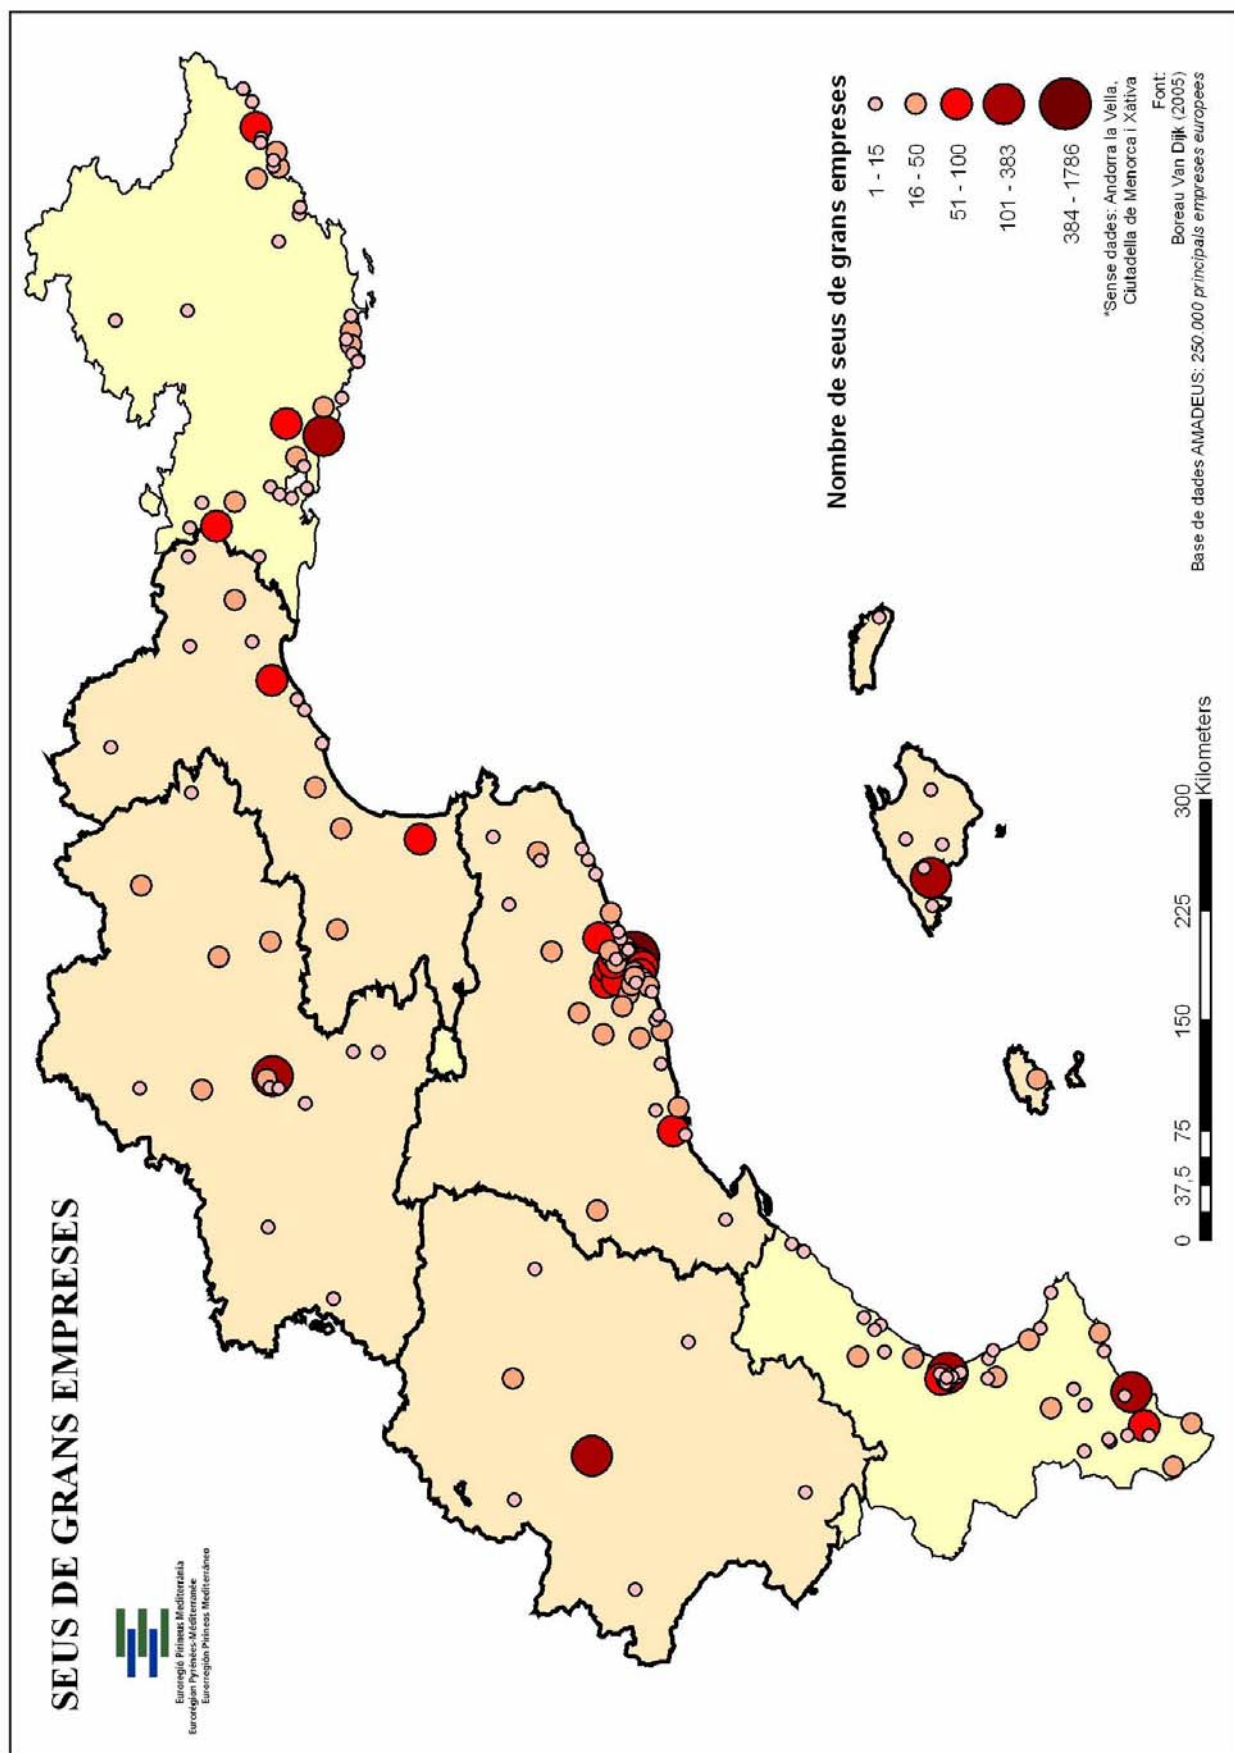 SEUS DE GRANS EMPRESES
Euroregió Pirineus Mediterrània
Eurorégion Pyrénées-Méditerranée
Eurorregión Pirineos Mediterráneo
Nombre de seus de grans empreses
1 - 15
16 - 50
51 - 100
101 - 383
384 - 1786
*Sense dades: Andorra la Vella,
Ciutadella de Menorca i Xàtiva
Font:
Boreau Van Dijk (2005)
Base de dades AMADEUS: 250.000 principals empreses europees
0 37,5 75 150 225 300
Kilometers